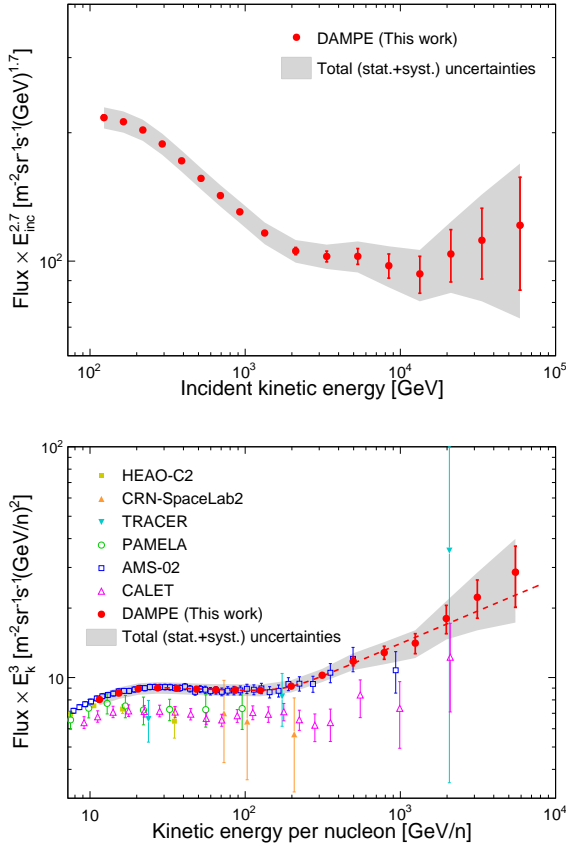 DAMPE (This work)
Total (stat.+syst.) uncertainties
Flux × E_inc^2.7 [m^-2sr^-1s^-1(GeV)^1.7]
10^2
10^2 10^3 10^4 10^5
Incident kinetic energy [GeV]
10^2
HEAO-C2
CRN-SpaceLab2
TRACER
PAMELA
AMS-02
CALET
DAMPE (This work)
Total (stat.+syst.) uncertainties
Flux × E_k^3 [m^-2sr^-1s^-1(GeV/n)^2]
10
10 10^2 10^3 10^4
Kinetic energy per nucleon [GeV/n]